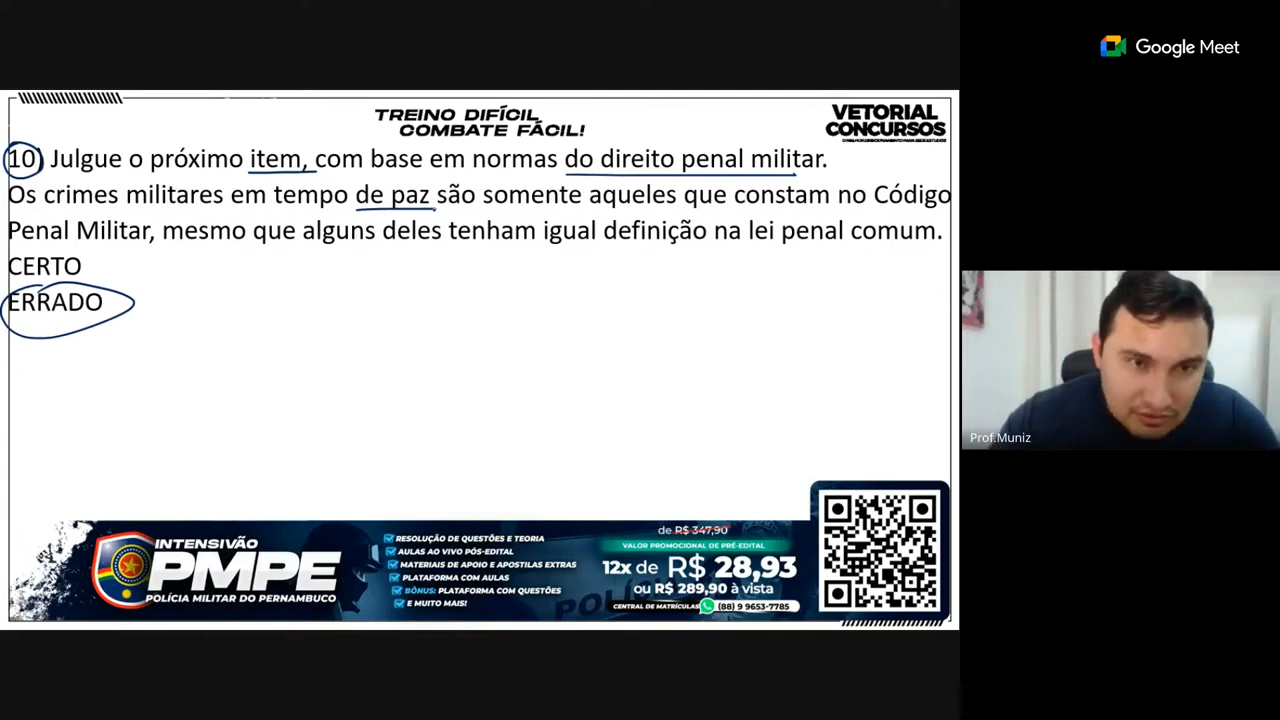 Google Meet
TREINO DIFÍCIL
COMBATE FÁCIL!
VETORIAL
CONCURSOS
10) Julgue o próximo item, com base em normas do direito penal militar.
Os crimes militares em tempo de paz são somente aqueles que constam no Código
Penal Militar, mesmo que alguns deles tenham igual definição na lei penal comum.
CERTO
ERRADO
Prof.Muniz
INTENSIVÃO
PMPE
POLÍCIA MILITAR DO PERNAMBUCO
RESOLUÇÃO DE QUESTÕES E TEORIA
AULAS AO VIVO PÓS-EDITAL
MATERIAIS DE APOIO E APOSTILAS EXTRAS
PLATAFORMA COM AULAS
BÔNUS: PLATAFORMA COM QUESTÕES
E MUITO MAIS!
de R$ 347,90
VALOR PROMOCIONAL DE PRÉ-EDITAL
12x de R$ 28,93
ou R$ 289,90 à vista
CENTRAL DE MATRÍCULAS (88) 9 9653-7785